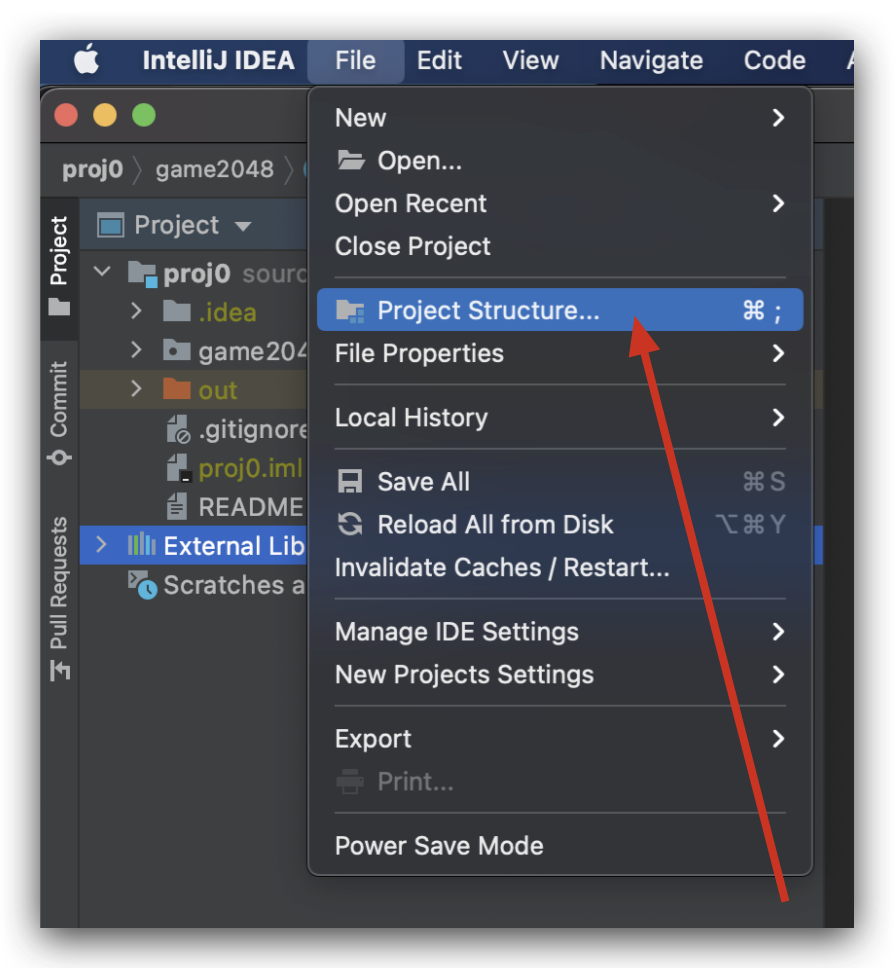 IntelliJ IDEA File Edit View Navigate Code
proj0 game2048
Project
Project
Commit
Pull Requests
proj0
.idea
out
.gitignore
proj0.iml
README
External Lib
Scratches a
New
Open...
Open Recent
Close Project
Project Structure... ⌘ ;
File Properties
Local History
Save All ⌘ S
Reload All from Disk ⌥ ⌘ Y
Invalidate Caches / Restart...
Manage IDE Settings
New Projects Settings
Export
Print...
Power Save Mode